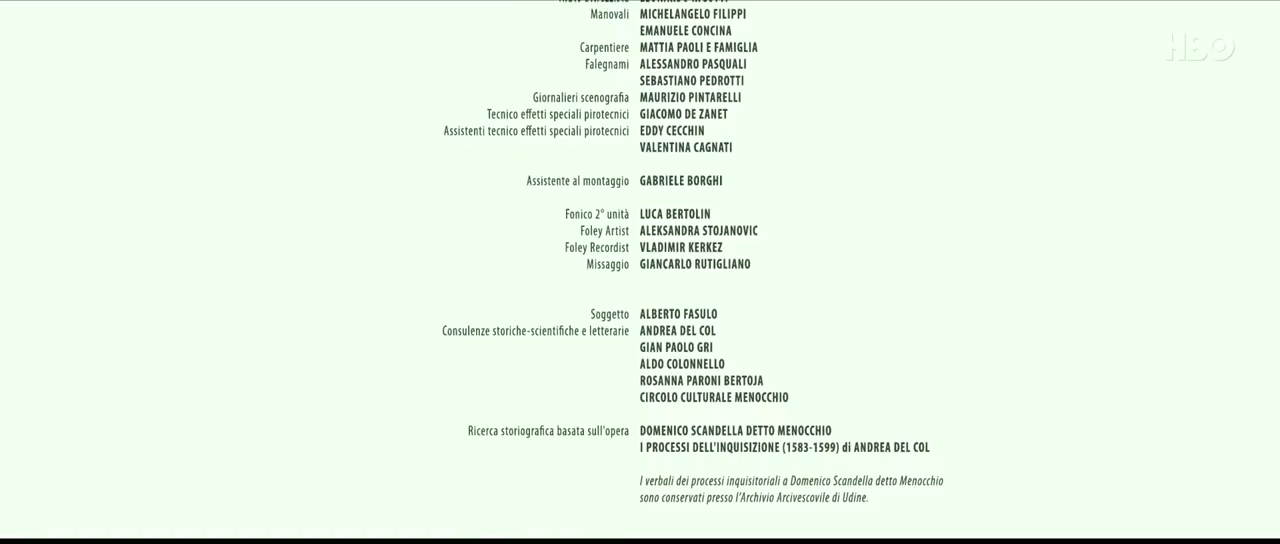 Manovali MICHELANGELO FILIPPI
EMANUELE CONCINA
Carpentiere MATTIA PAOLI E FAMIGLIA
Falegnami ALESSANDRO PASQUALI
SEBASTIANO PEDROTTI
Giornalieri scenografia MAURIZIO PINTARELLI
Tecnico effetti speciali pirotecnici GIACOMO DE ZANET
Assistenti tecnico effetti speciali pirotecnici EDDY CECCHIN
VALENTINA CAGNATI
Assistente al montaggio GABRIELE BORGHI
Fonico 2° unità LUCA BERTOLIN
Foley Artist ALEKSANDRA STOJANOVIC
Foley Recordist VLADIMIR KERKEZ
Missaggio GIANCARLO RUTIGLIANO
Soggetto ALBERTO FASULO
Consulenze storiche-scientifiche e letterarie ANDREA DEL COL
GIAN PAOLO GRI
ALDO COLONNELLO
ROSANNA PARONI BERTOJA
CIRCOLO CULTURALE MENOCCHIO
Ricerca storiografica basata sull'opera DOMENICO SCANDELLA DETTO MENOCCHIO
I PROCESSI DELL'INQUISIZIONE (1583-1599) di ANDREA DEL COL
I verbali dei processi inquisitoriali a Domenico Scandella detto Menocchio
sono conservati presso l'Archivio Arcivescovile di Udine.
HBO